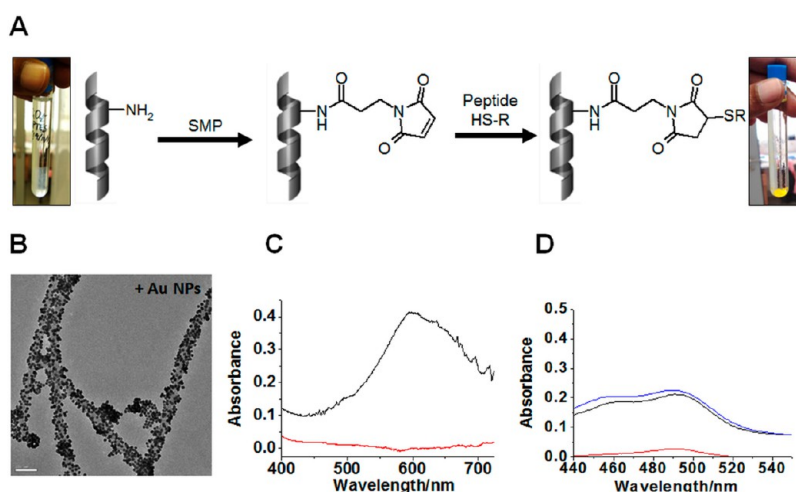 A
NH2
SMP
O
N
H
N
O
O
Peptide
HS-R
O
N
H
N
O
O
SR
B
+ Au NPs
C
Absorbance
0.4
0.3
0.2
0.1
0.0
400
500
600
700
Wavelength/nm
D
Absorbance
0.5
0.4
0.3
0.2
0.1
0.0
440
460
480
500
520
540
Wavelength/nm